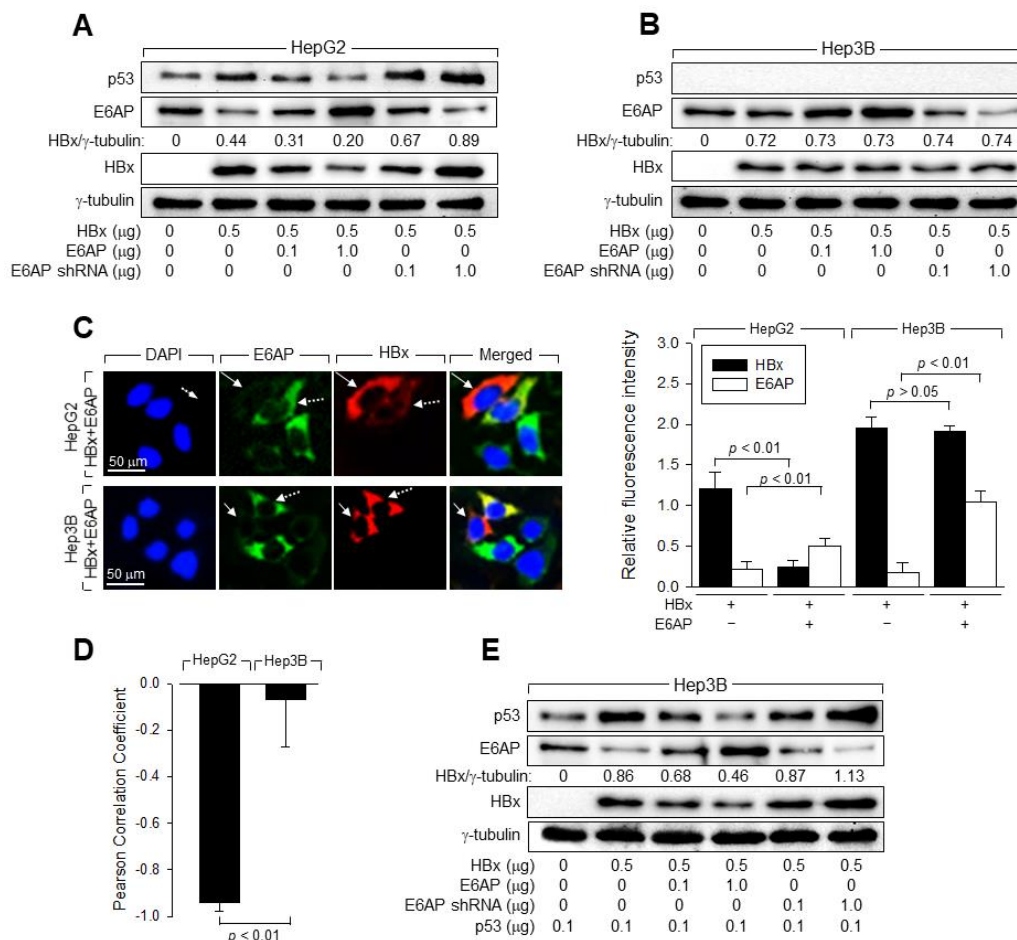 A
HepG2
p53
E6AP
HBx/γ-tubulin: 0 0.44 0.31 0.20 0.67 0.89
HBx
γ-tubulin
HBx (μg) 0 0.5 0.5 0.5 0.5 0.5
E6AP (μg) 0 0 0.1 1.0 0 0
E6AP shRNA (μg) 0 0 0 0 0.1 1.0
B
Hep3B
p53
E6AP
HBx/γ-tubulin: 0 0.72 0.73 0.73 0.74 0.74
HBx
γ-tubulin
HBx (μg) 0 0.5 0.5 0.5 0.5 0.5
E6AP (μg) 0 0 0.1 1.0 0 0
E6AP shRNA (μg) 0 0 0 0 0.1 1.0
C
DAPI E6AP HBx Merged
HepG2
HBx+E6AP
50 μm
Hep3B
HBx+E6AP
50 μm
HepG2 Hep3B
Relative fluorescence intensity
3.0
2.5
2.0
1.5
1.0
0.5
0.0
HBx
E6AP
p < 0.01
p < 0.01
p > 0.05
p < 0.01
HBx + + + +
E6AP − + − +
D
HepG2 Hep3B
Pearson Correlation Coefficient
0.0
-0.2
-0.4
-0.6
-0.8
-1.0
p < 0.01
E
Hep3B
p53
E6AP
HBx/γ-tubulin: 0 0.86 0.68 0.46 0.87 1.13
HBx
γ-tubulin
HBx (μg) 0 0.5 0.5 0.5 0.5 0.5
E6AP (μg) 0 0 0.1 1.0 0 0
E6AP shRNA (μg) 0 0 0 0 0.1 1.0
p53 (μg) 0.1 0.1 0.1 0.1 0.1 0.1